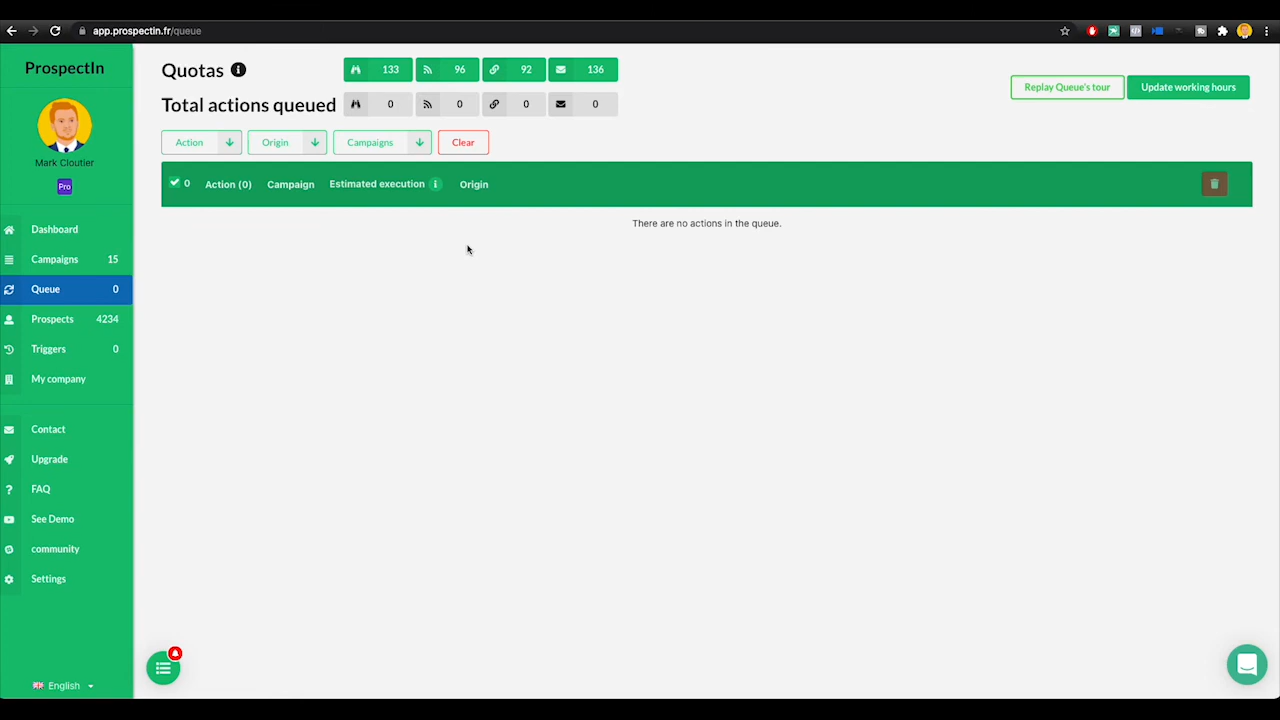 app.prospectin.fr/queue
ProspectIn
Mark Cloutier
Pro
Dashboard
Campaigns 15
Queue 0
Prospects 4234
Triggers 0
My company
Contact
Upgrade
FAQ
See Demo
community
Settings
English
Quotas 133 96 92 136
Total actions queued 0 0 0 0
Replay Queue's tour Update working hours
Action Origin Campaigns Clear
0 Action (0) Campaign Estimated execution Origin
There are no actions in the queue.